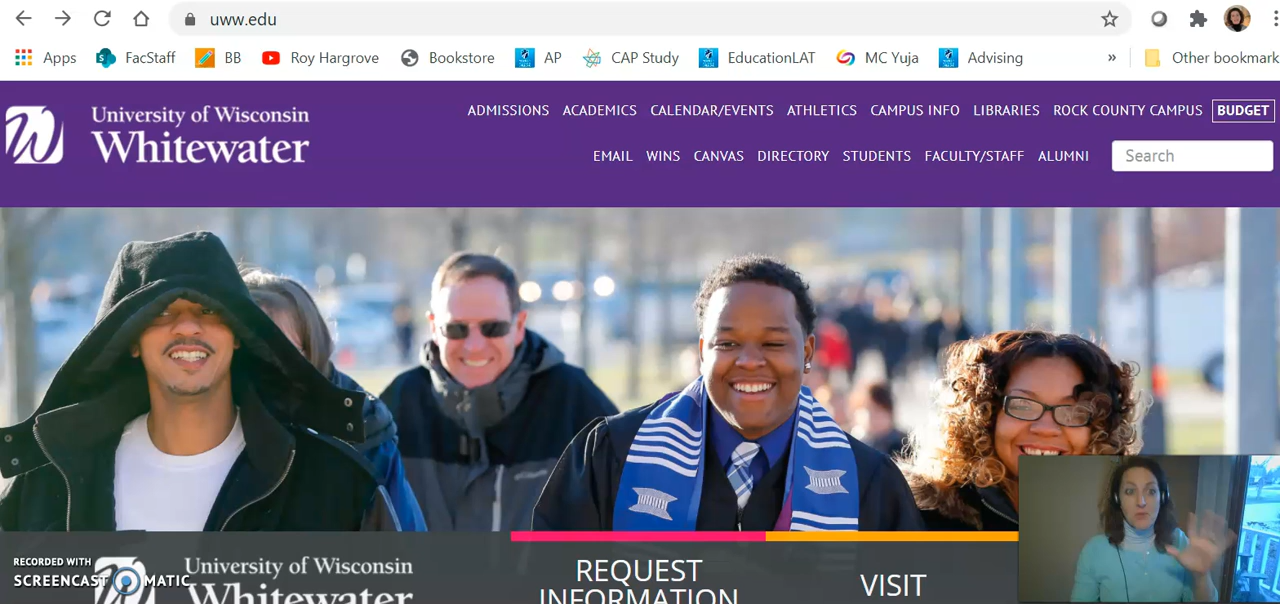 uww.edu
Apps FacStaff BB Roy Hargrove Bookstore AP CAP Study EducationLAT MC Yuja Advising » Other bookmark
University of Wisconsin
Whitewater
ADMISSIONS ACADEMICS CALENDAR/EVENTS ATHLETICS CAMPUS INFO LIBRARIES ROCK COUNTY CAMPUS BUDGET
EMAIL WINS CANVAS DIRECTORY STUDENTS FACULTY/STAFF ALUMNI Search
RECORDED WITH
SCREENCAST MATIC
University of Wisconsin
Whitewater
REQUEST
INFORMATION
VISIT